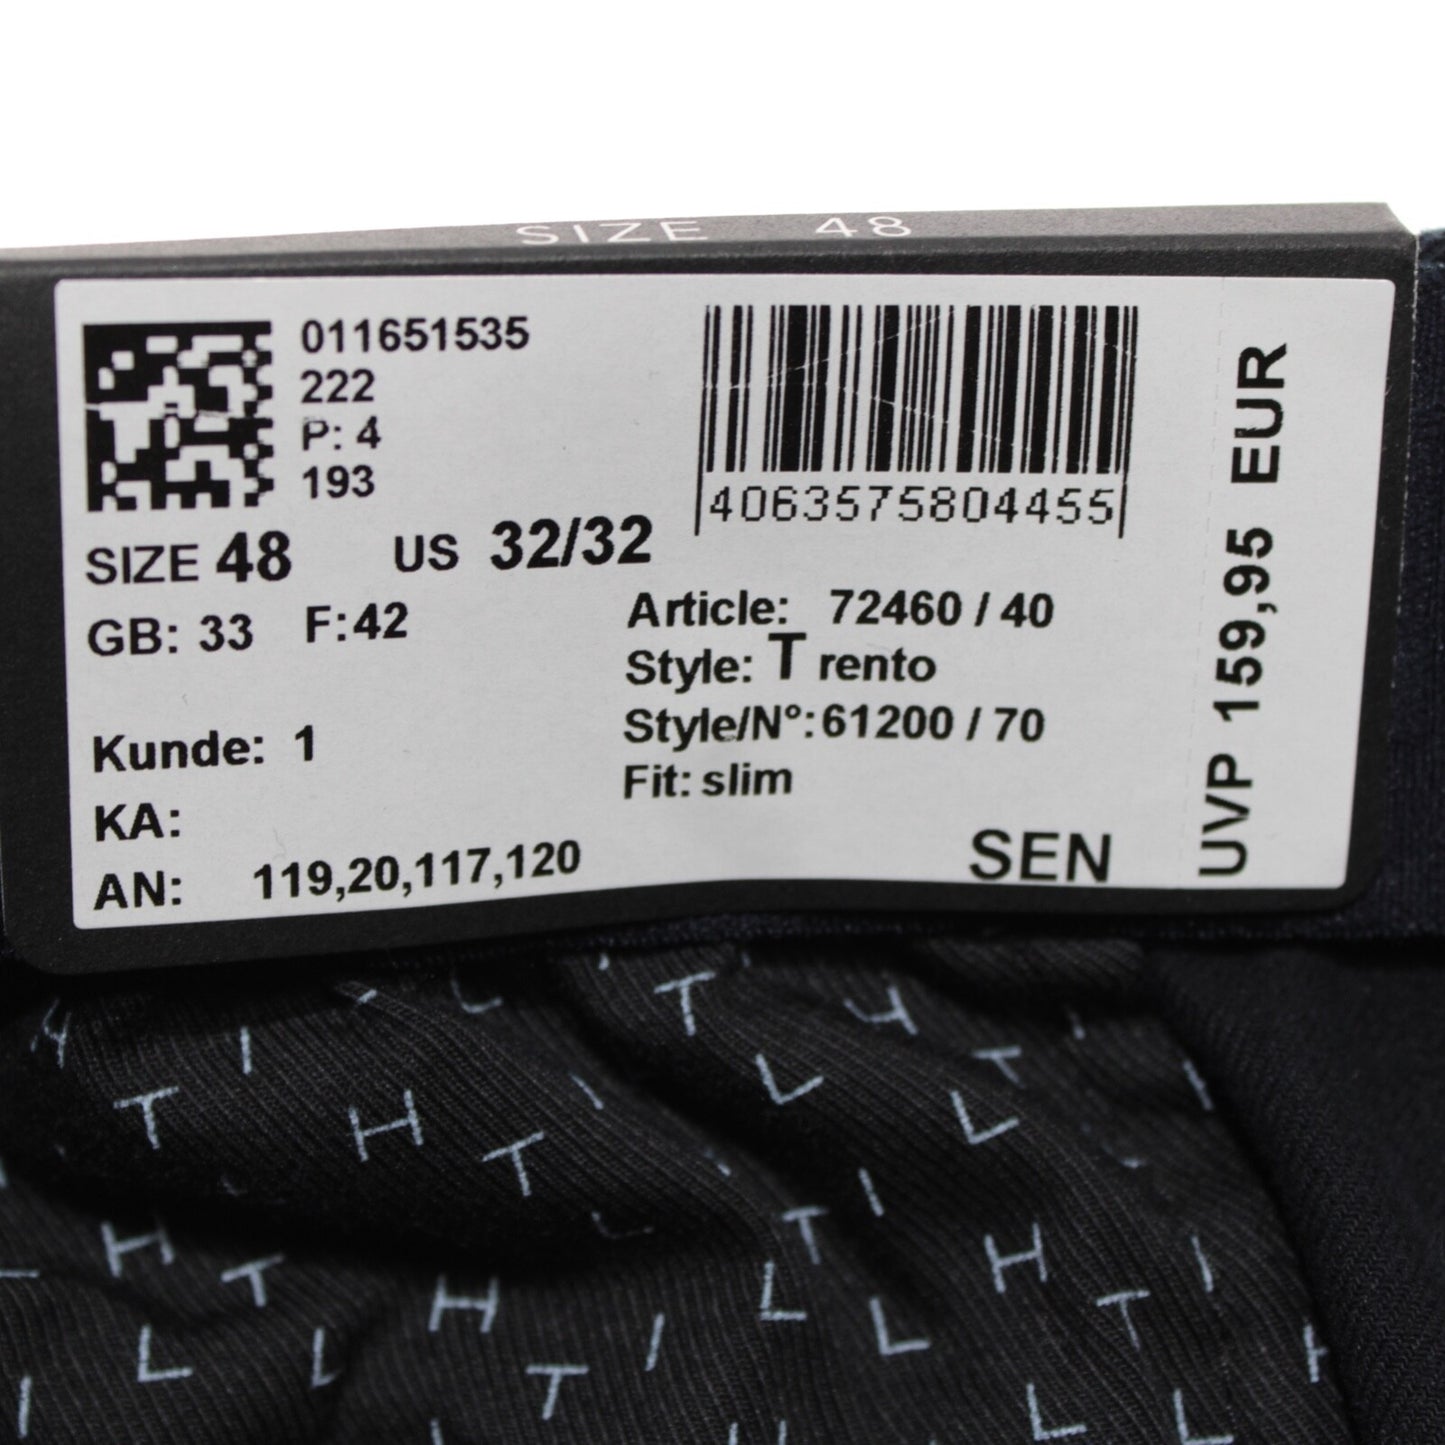 SIZE 48
011651535
222
P: 4
193
4063575804455
SIZE 48 US 32/32
GB: 33 F:42
Article: 72460 / 40
Style: T rento
Style/N°:61200 / 70
Fit: slim
Kunde: 1
KA:
AN: 119,20,117,120
SEN
UVP 159,95 EUR